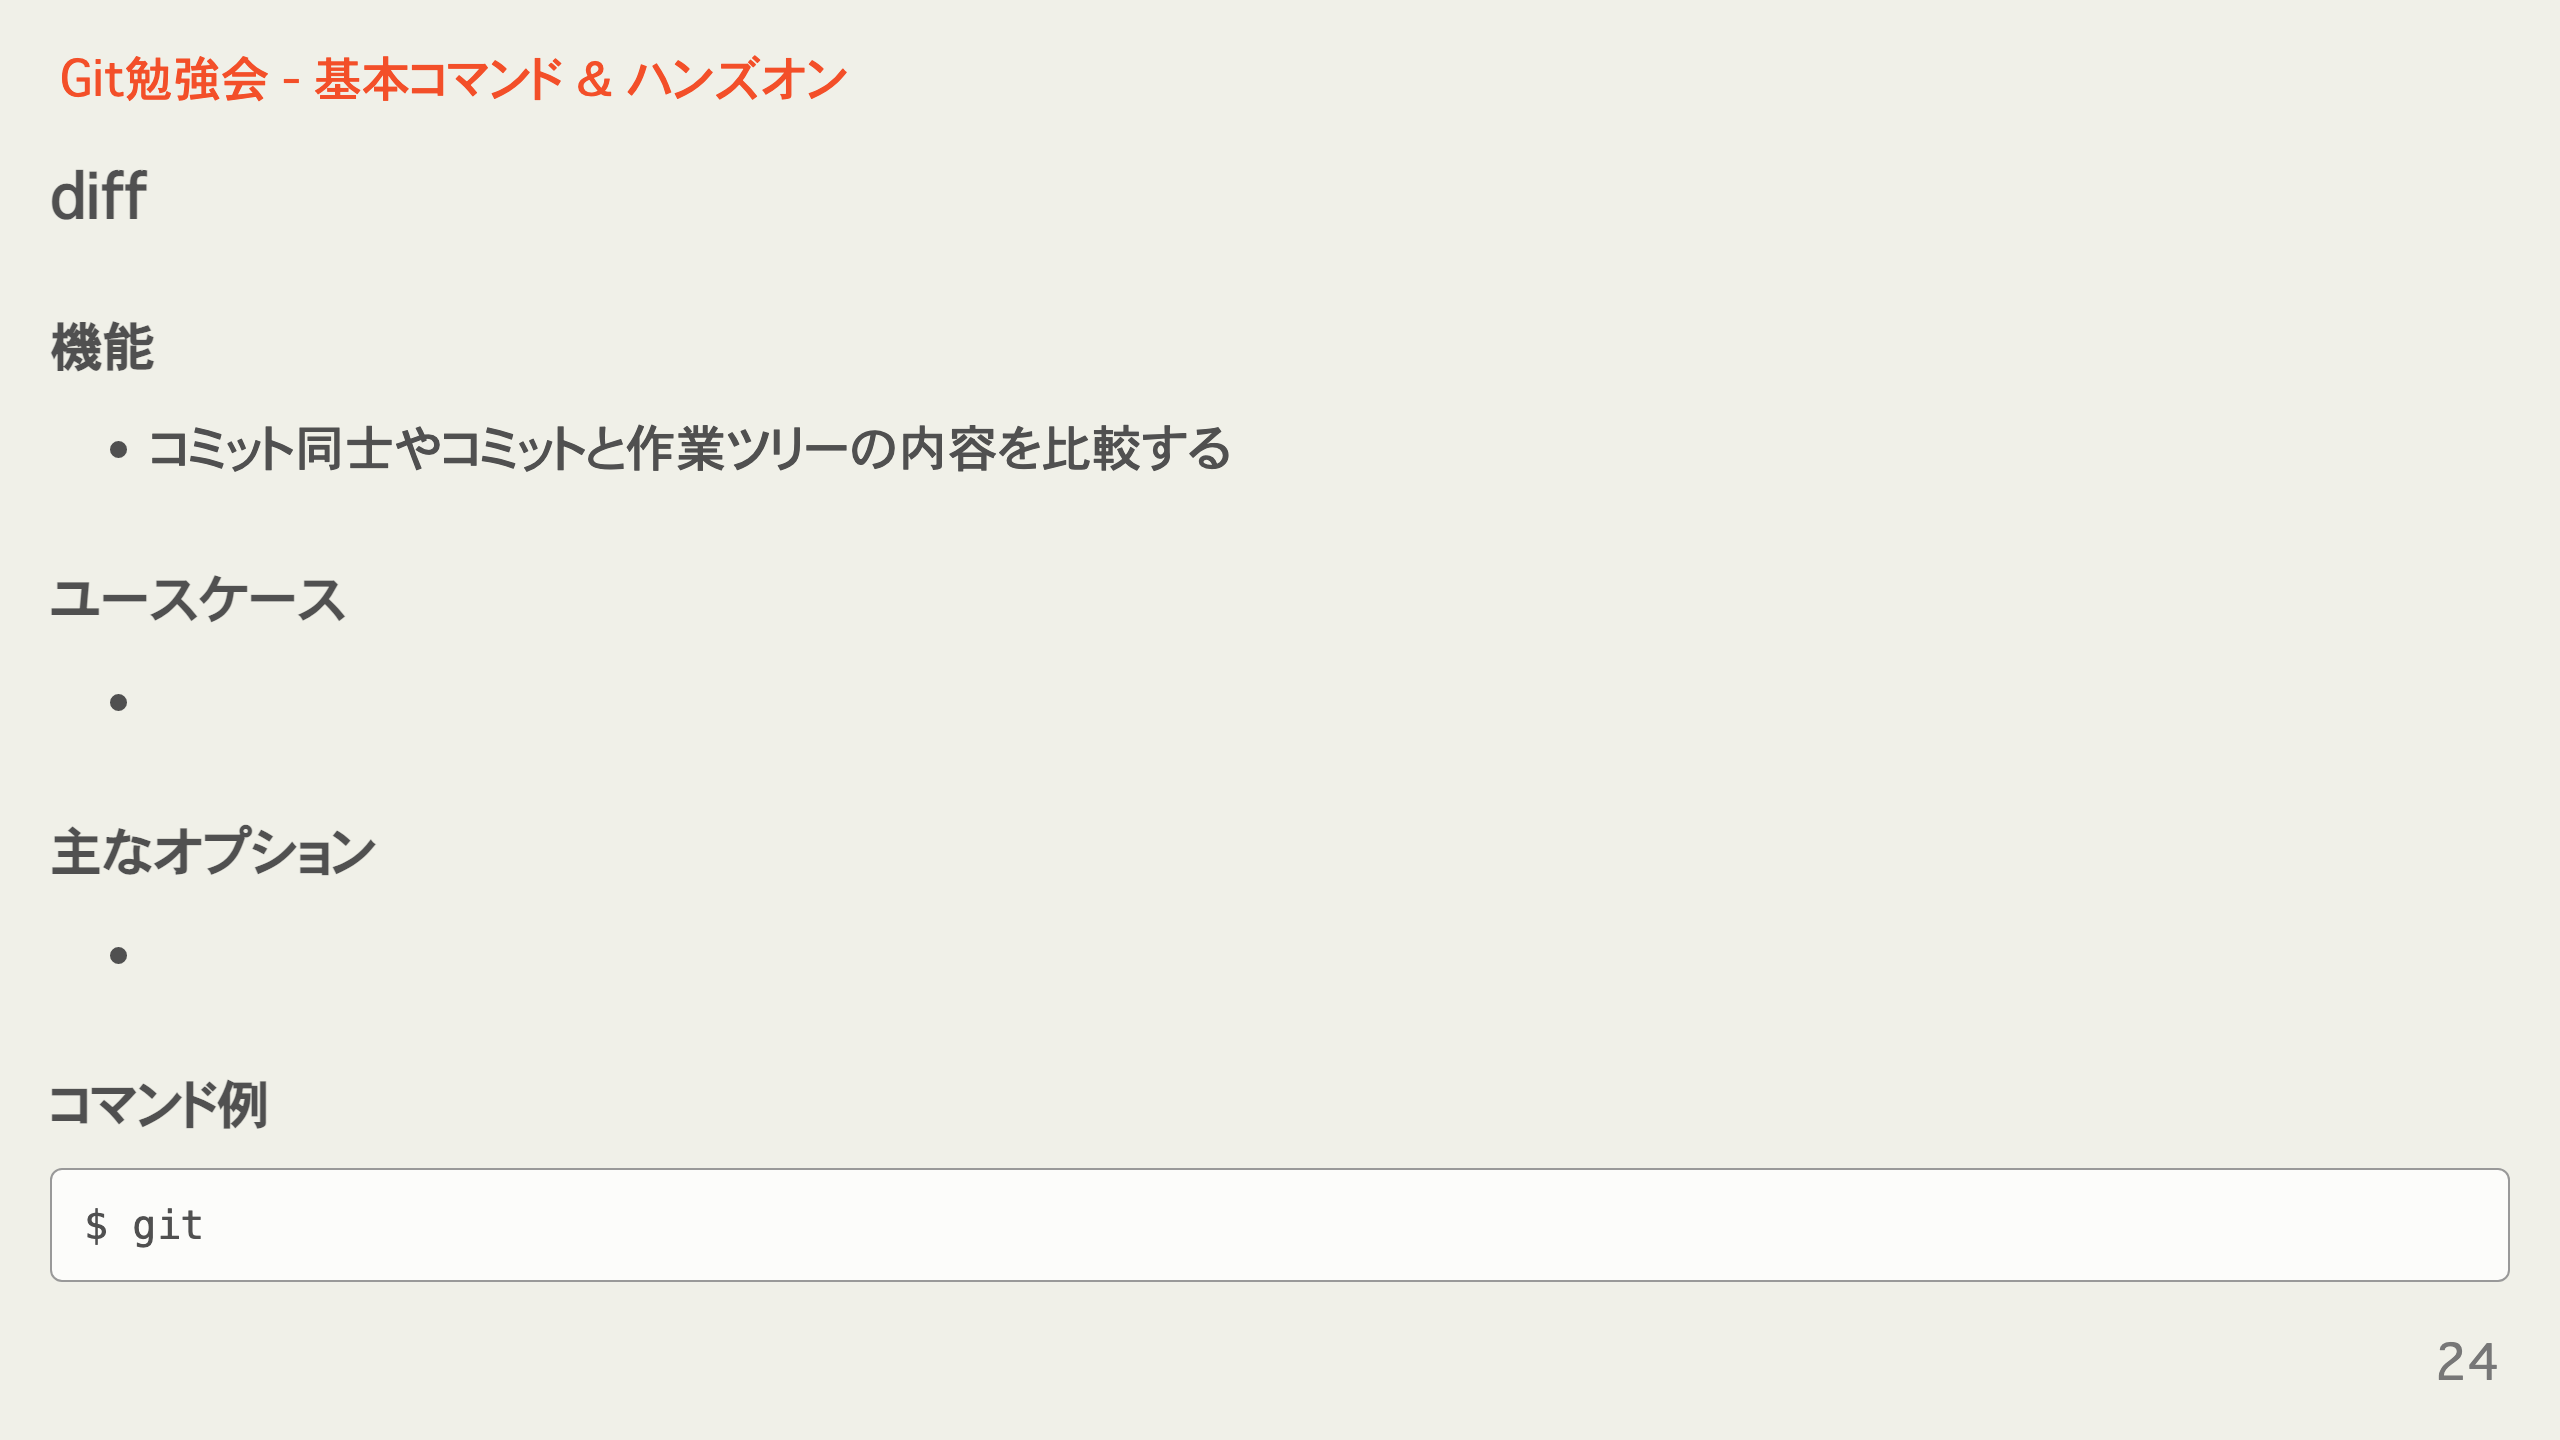 Git勉強会 - 基本コマンド & ハンズオン
diff
機能
• コミット同士やコミットと作業ツリーの内容を比較する
ユースケース
•
主なオプション
•
コマンド例
$ git
24